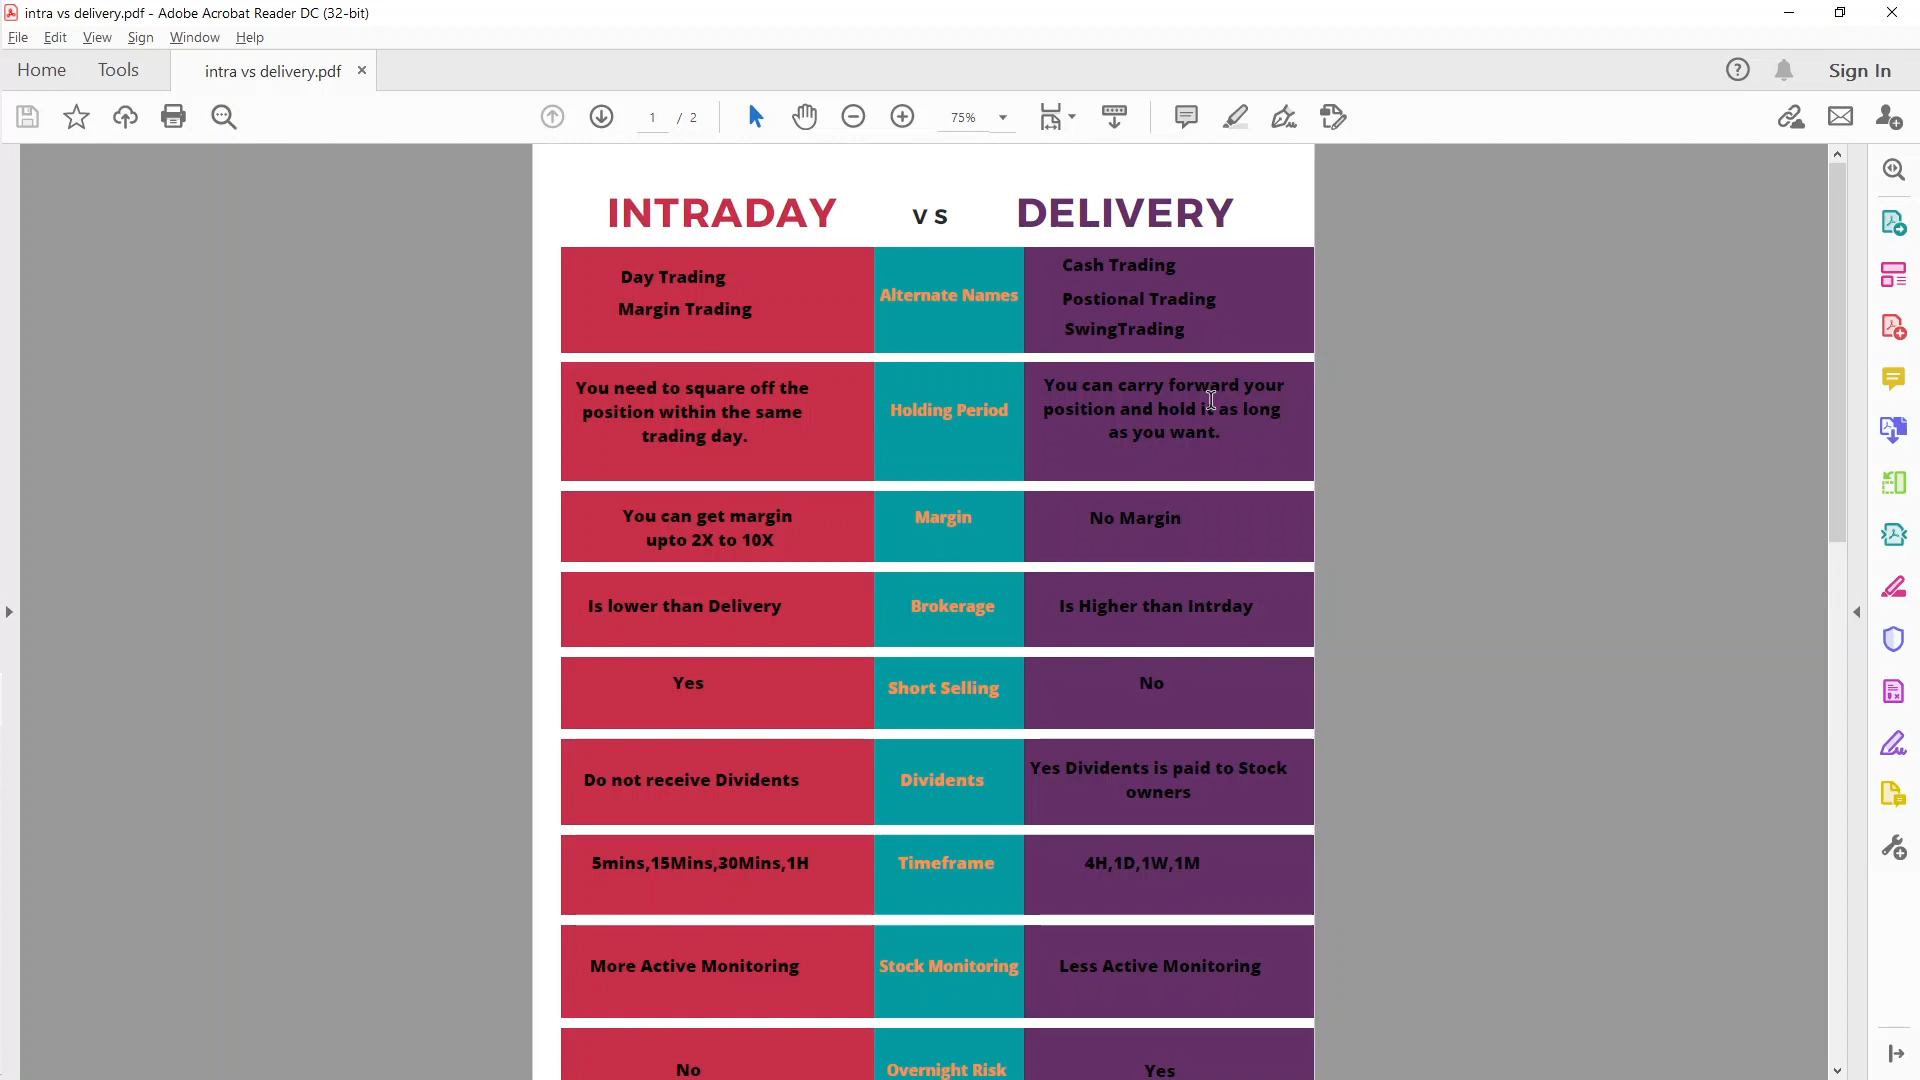 intra vs delivery.pdf - Adobe Acrobat Reader DC (32-bit)
File Edit View Sign Window Help
Home Tools intra vs delivery.pdf × Sign In
1 / 2 75%
INTRADAY VS DELIVERY
Day Trading
Margin Trading
Alternate Names
Cash Trading
Postional Trading
SwingTrading
You need to square off the
position within the same
trading day.
Holding Period
You can carry forward your
position and hold it as long
as you want.
You can get margin
upto 2X to 10X
Margin
No Margin
Is lower than Delivery
Brokerage
Is Higher than Intrday
Yes
Short Selling
No
Do not receive Dividents
Dividents
Yes Dividents is paid to Stock
owners
5mins,15Mins,30Mins,1H
Timeframe
4H,1D,1W,1M
More Active Monitoring
Stock Monitoring
Less Active Monitoring
No
Overnight Risk
Yes